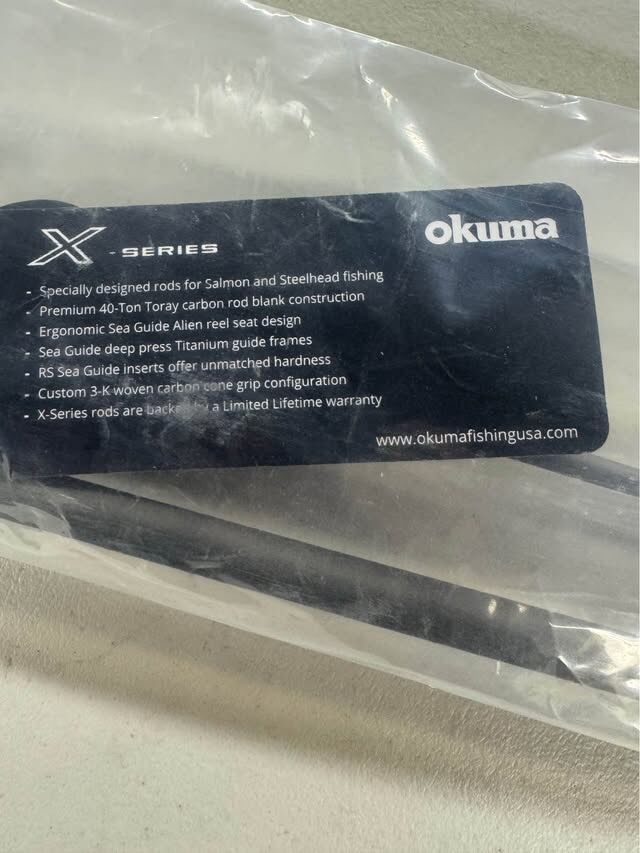 X - SERIES
okuma
- Specially designed rods for Salmon and Steelhead fishing
- Premium 40-Ton Toray carbon rod blank construction
- Ergonomic Sea Guide Alien reel seat design
- Sea Guide deep press Titanium guide frames
- RS Sea Guide inserts offer unmatched hardness
- Custom 3-K woven carbon cone grip configuration
- X-Series rods are backed by a Limited Lifetime warranty
www.okumafishingusa.com